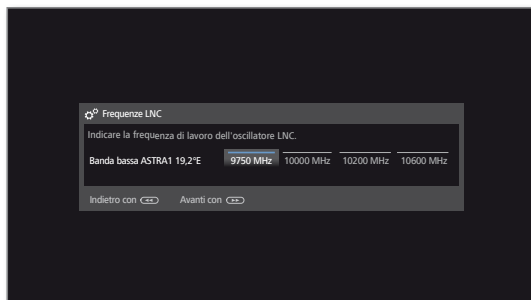 Frequenze LNC
Indicare la frequenza di lavoro dell'oscillatore LNC.
Banda bassa ASTRA1 19,2°E 9750 MHz 10000 MHz 10200 MHz 10600 MHz
Indietro con Avanti con